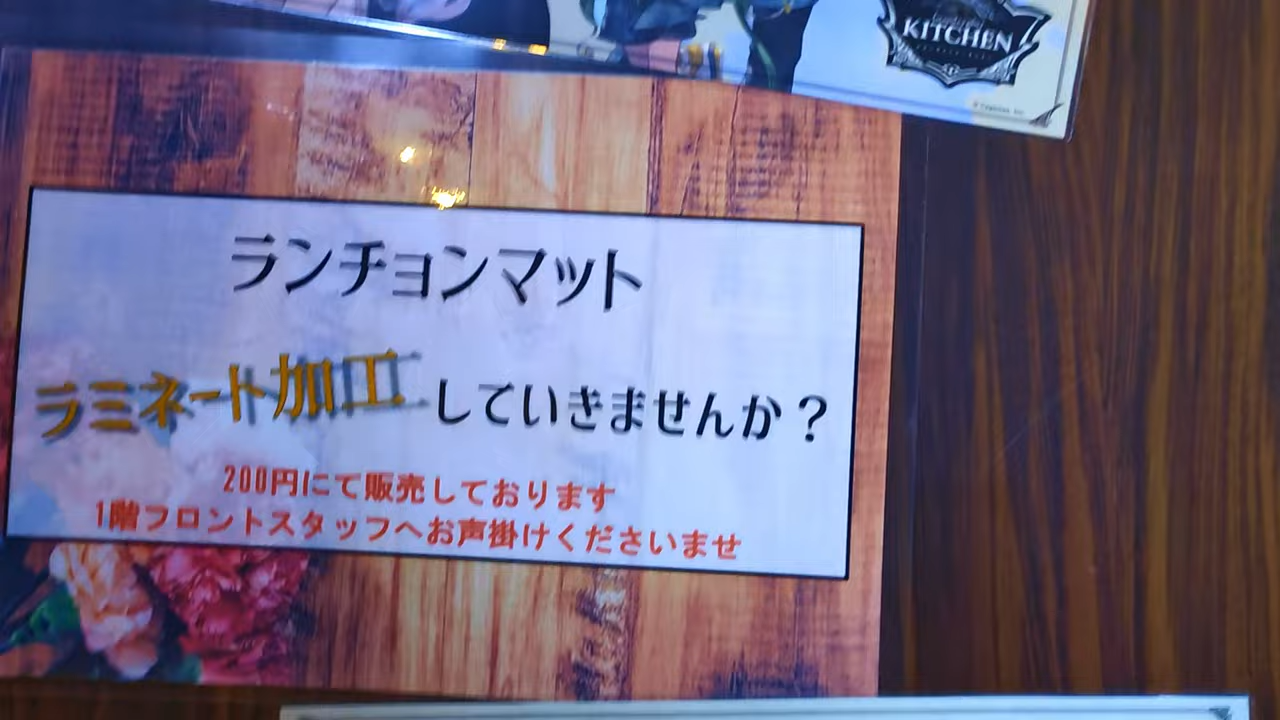 KITCHEN
ランチョンマット
ラミネート加工していきませんか？
200円にて販売しております
1階フロントスタッフへお声掛けくださいませ